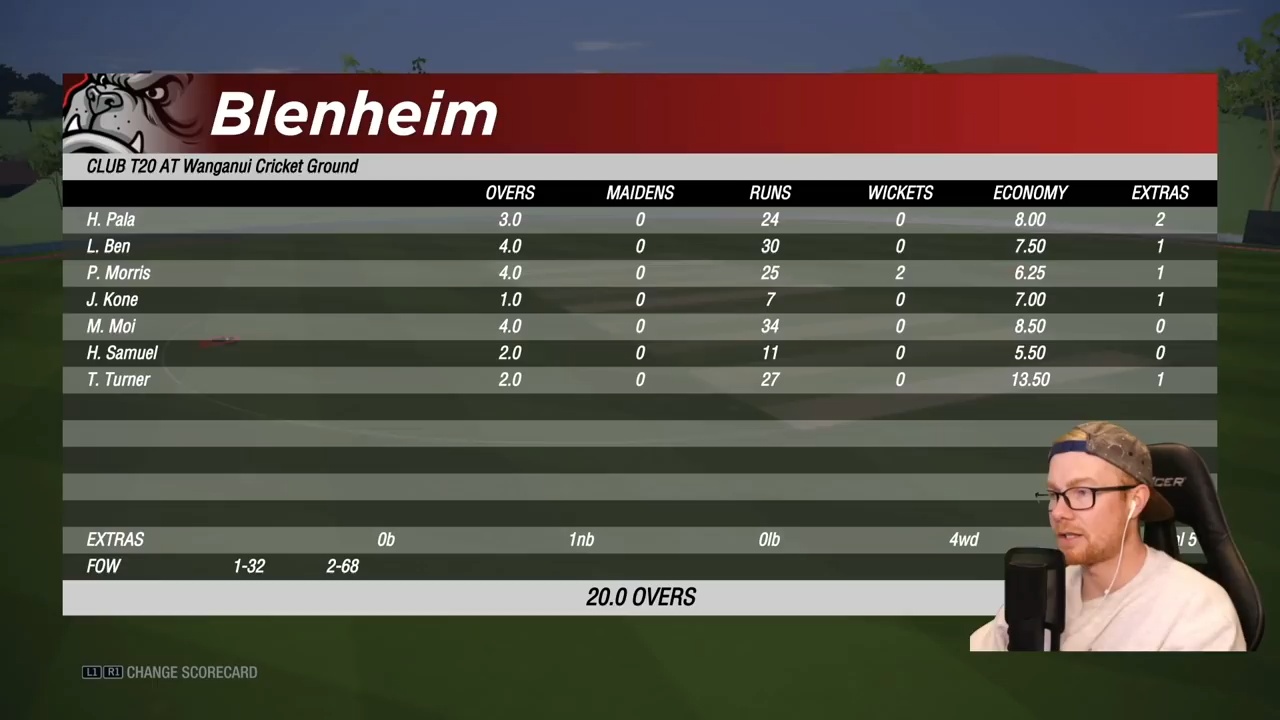 Blenheim
CLUB T20 AT Wanganui Cricket Ground
OVERS MAIDENS RUNS WICKETS ECONOMY EXTRAS
H. Pala 3.0 0 24 0 8.00 2
L. Ben 4.0 0 30 0 7.50 1
P. Morris 4.0 0 25 2 6.25 1
J. Kone 1.0 0 7 0 7.00 1
M. Moi 4.0 0 34 0 8.50 0
H. Samuel 2.0 0 11 0 5.50 0
T. Turner 2.0 0 27 0 13.50 1
EXTRAS 0b 1nb 0lb 4wd 5
FOW 1-32 2-68
20.0 OVERS
L1 R1 CHANGE SCORECARD